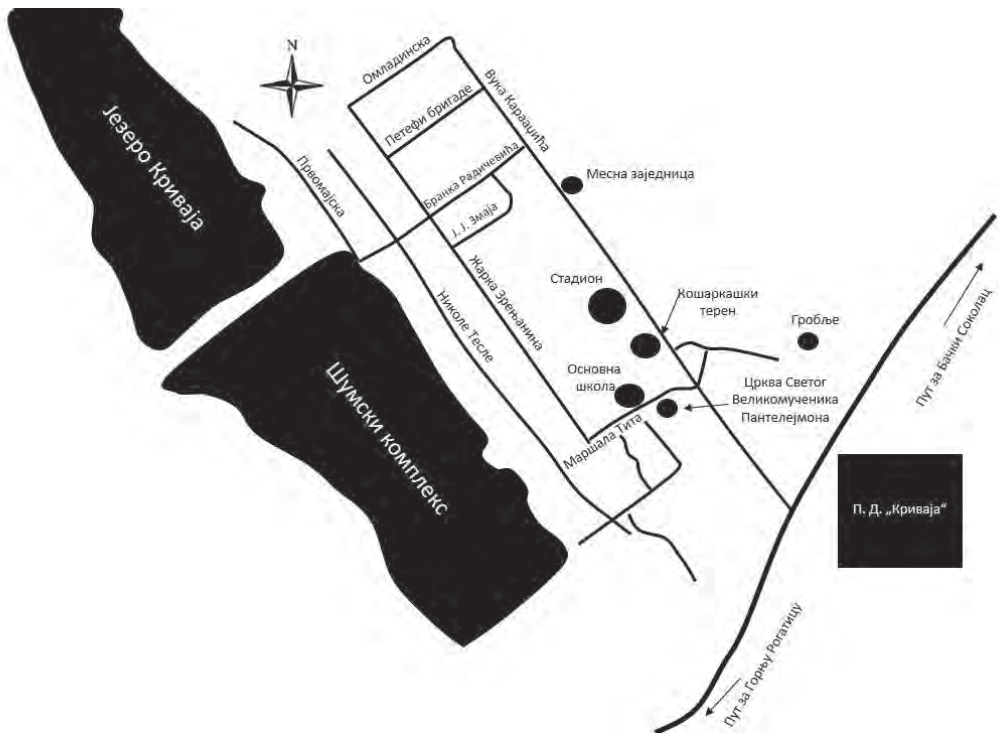 N
Омладинска
Петефи бригаде
Вука Караџића
Бранка Радичевића
Ј. Ј. Змаја
Првомајска
Језеро Криваја
Месна заједница
Жарка Зрењанина
Николе Тесле
Стадион
Кошаркашки
терен
Гробље
Основна
школа
Црква Светог
Великомученика
Пантелејмона
Маршала Тита
Шумски комплекс
Пут за Бачки Соколац
П. Д. „Криваја“
Пут за Горњу Рогатицу